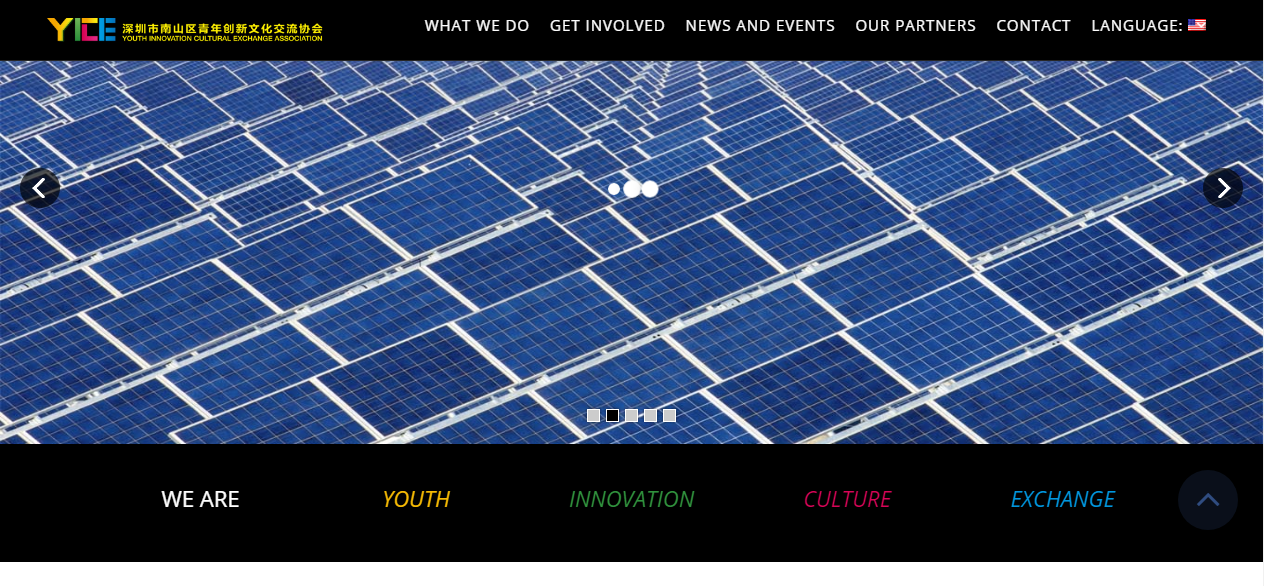 YICE
深圳市南山区青年创新文化交流协会
YOUTH INNOVATION CULTURAL EXCHANGE ASSOCIATION
WHAT WE DO GET INVOLVED NEWS AND EVENTS OUR PARTNERS CONTACT LANGUAGE:
WE ARE YOUTH INNOVATION CULTURE EXCHANGE